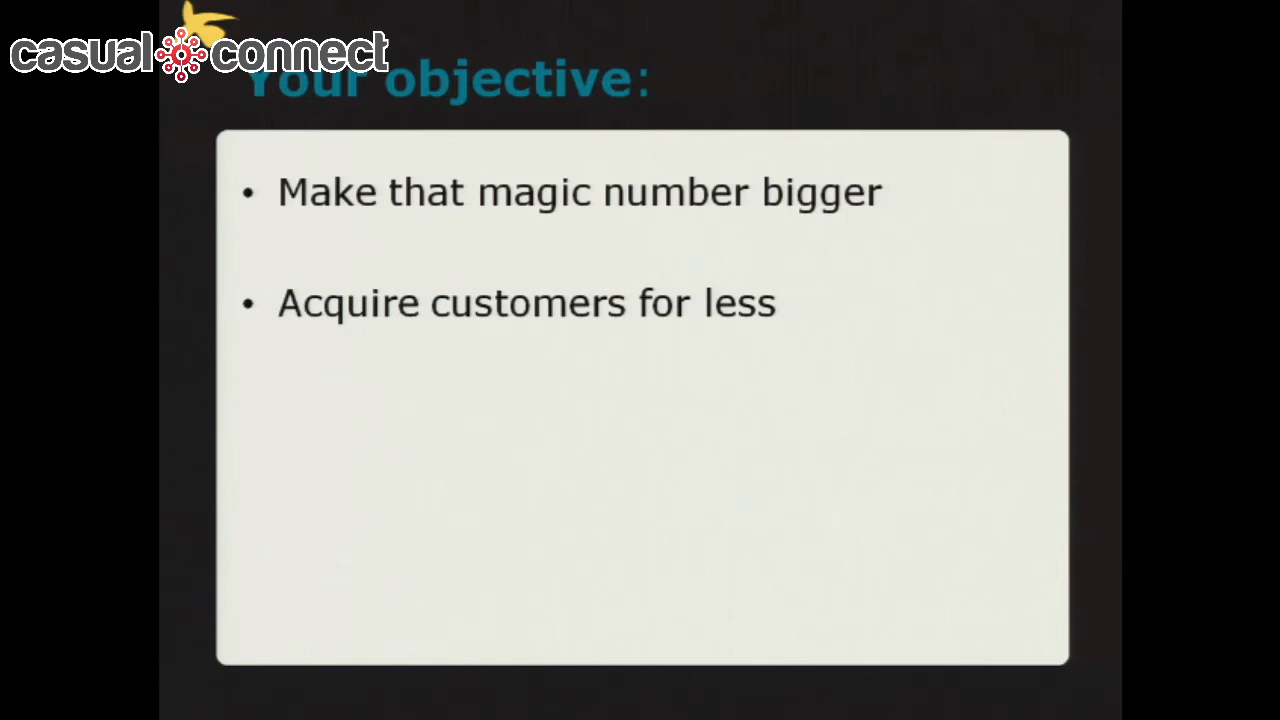 casual connect
Your objective:
• Make that magic number bigger
• Acquire customers for less